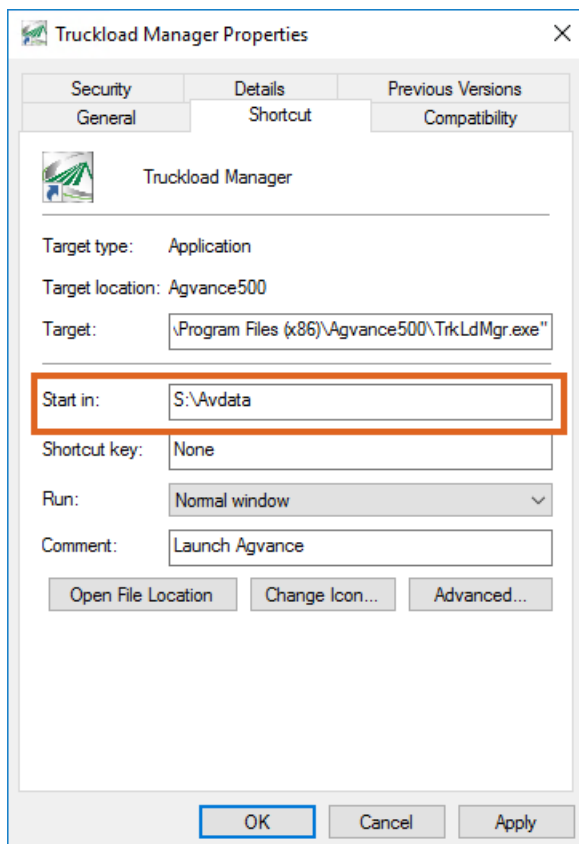 Truckload Manager Properties
Security Details Previous Versions
General Shortcut Compatibility
Truckload Manager
Target type: Application
Target location: Agvance500
Target: \Program Files (x86)\Agvance500\TrkLdMgr.exe"
Start in: S:\Avdata
Shortcut key: None
Run: Normal window
Comment: Launch Agvance
Open File Location Change Icon... Advanced...
OK Cancel Apply